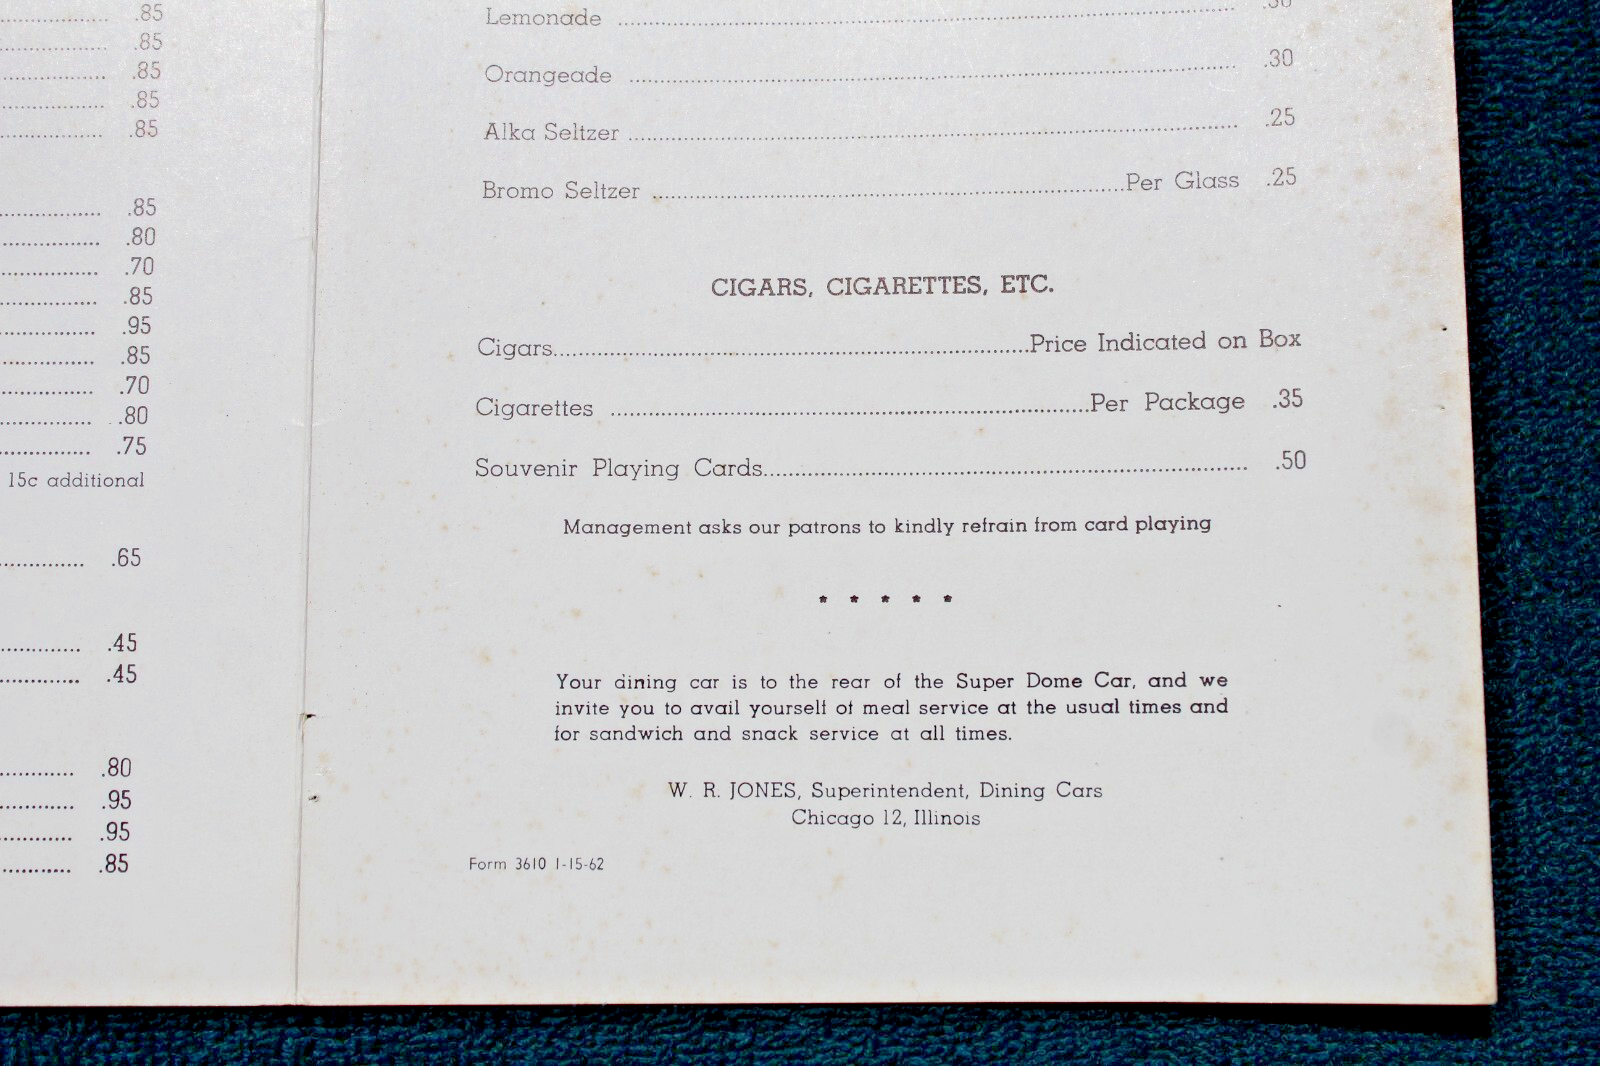 .85
.85
.85
.85
.85
.85
.80
.70
.85
.95
.85
.70
.80
.75
15c additional
.65
.45
.45
.80
.95
.95
.85
Lemonade .30
Orangeade .30
Alka Seltzer .25
Bromo Seltzer Per Glass .25
CIGARS, CIGARETTES, ETC.
Cigars Price Indicated on Box
Cigarettes Per Package .35
Souvenir Playing Cards .50
Management asks our patrons to kindly refrain from card playing
* * * * *
Your dining car is to the rear of the Super Dome Car, and we
invite you to avail yourself of meal service at the usual times and
for sandwich and snack service at all times.
W. R. JONES, Superintendent, Dining Cars
Chicago 12, Illinois
Form 3610 1-15-62